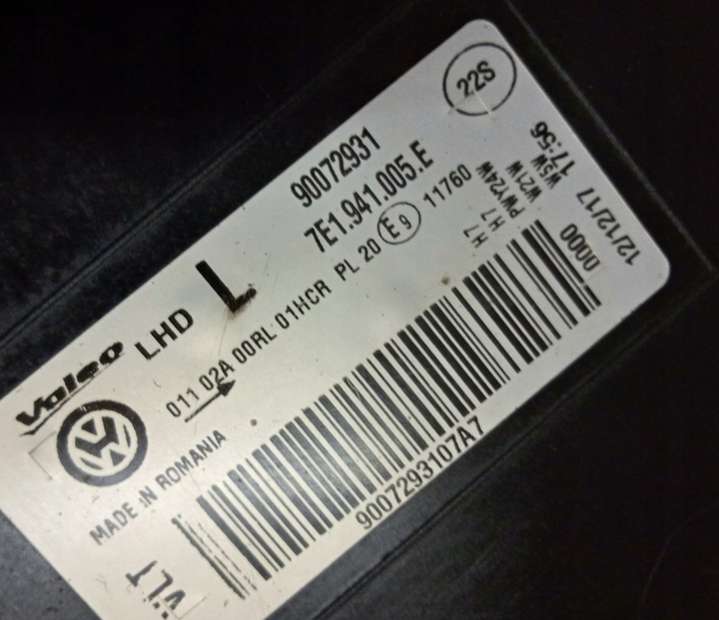 22S
90072931
7E1.941.005.E
Valeo LHD L
011 02A 00RL 01HCR PL 20 E9 11760
H7
H7
PWY24W
W21W
W5W
17:56
12/12/17
0000
MADE IN ROMANIA
9007293107A7
VLT